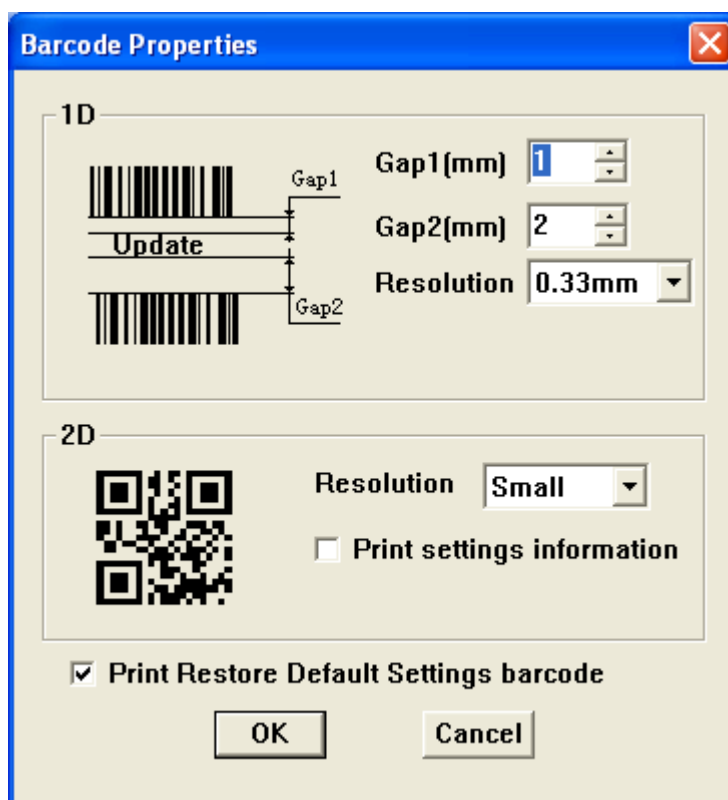 Barcode Properties
1D
Gap1
Update
Gap2
Gap1(mm) 1
Gap2(mm) 2
Resolution 0.33mm
2D
Resolution Small
Print settings information
Print Restore Default Settings barcode
OK Cancel